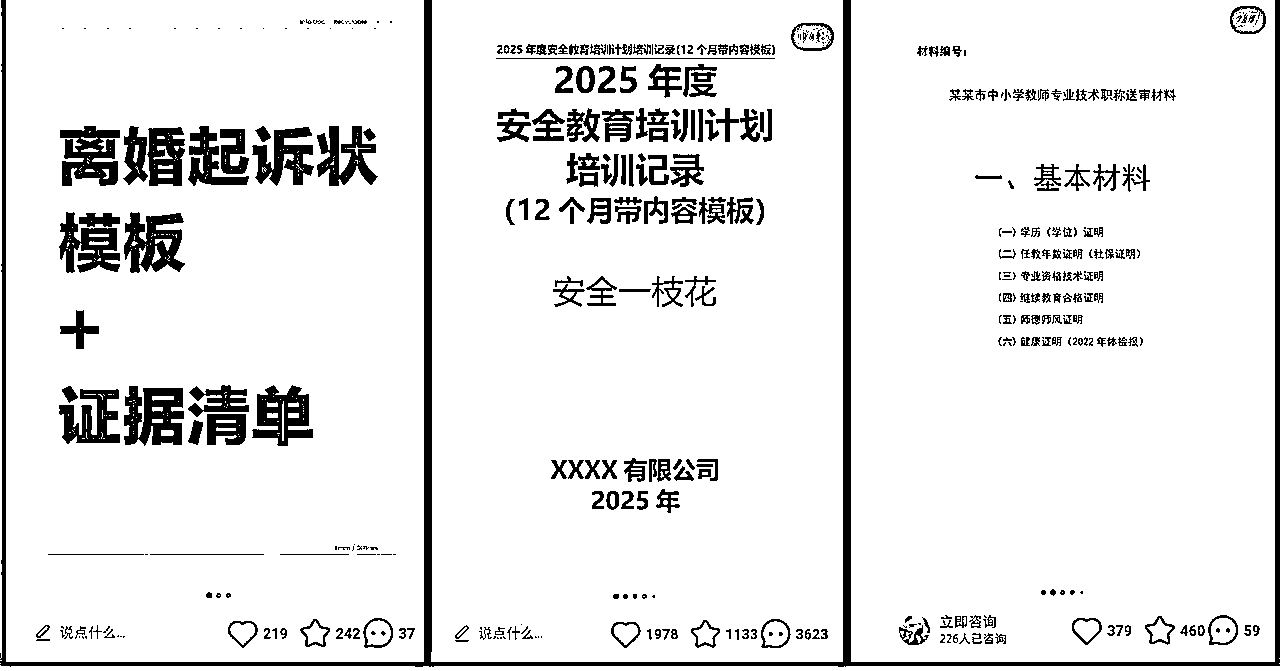 离婚起诉状
模板
+
证据清单
说点什么...
219
242
37
2025 年度安全教育培训计划培训记录(12 个月带内容模板)
2025 年度
安全教育培训计划
培训记录
(12 个月带内容模板)
安全一枝花
XXXX 有限公司
2025 年
说点什么...
1978
1133
3623
材料编号:
某某市中小学教师专业技术职称送审材料
一、基本材料
(一) 学历(学位)证明
(二) 任教年数证明(社保证明)
(三) 专业资格技术证明
(四) 继续教育合格证明
(五) 师德师风证明
(六) 健康证明(2022 年体检报)
立即咨询
226人已咨询
379
460
59